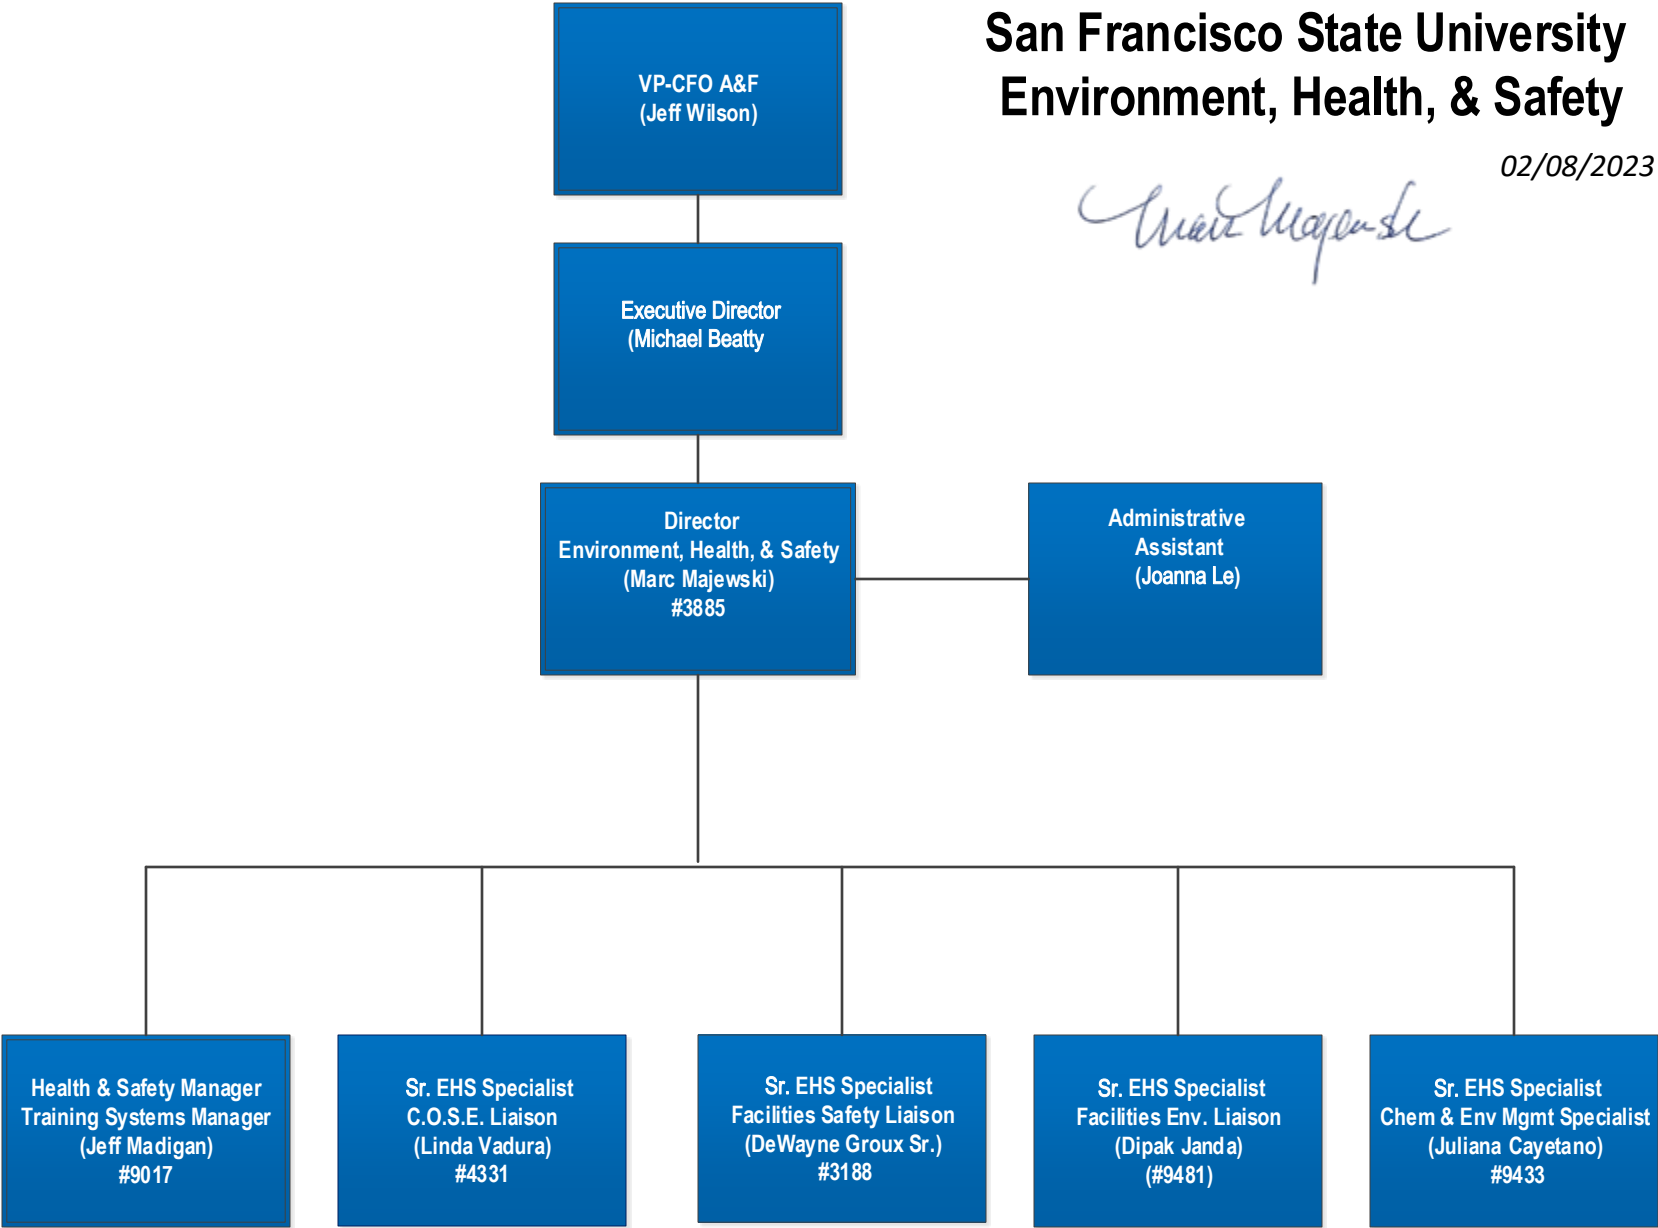 San Francisco State University
Environment, Health, & Safety
02/08/2023
VP-CFO A&F
(Jeff Wilson)
Executive Director
(Michael Beatty
Director
Environment, Health, & Safety
(Marc Majewski)
#3885
Administrative
Assistant
(Joanna Le)
Health & Safety Manager
Training Systems Manager
(Jeff Madigan)
#9017
Sr. EHS Specialist
C.O.S.E. Liaison
(Linda Vadura)
#4331
Sr. EHS Specialist
Facilities Safety Liaison
(DeWayne Groux Sr.)
#3188
Sr. EHS Specialist
Facilities Env. Liaison
(Dipak Janda)
(#9481)
Sr. EHS Specialist
Chem & Env Mgmt Specialist
(Juliana Cayetano)
#9433